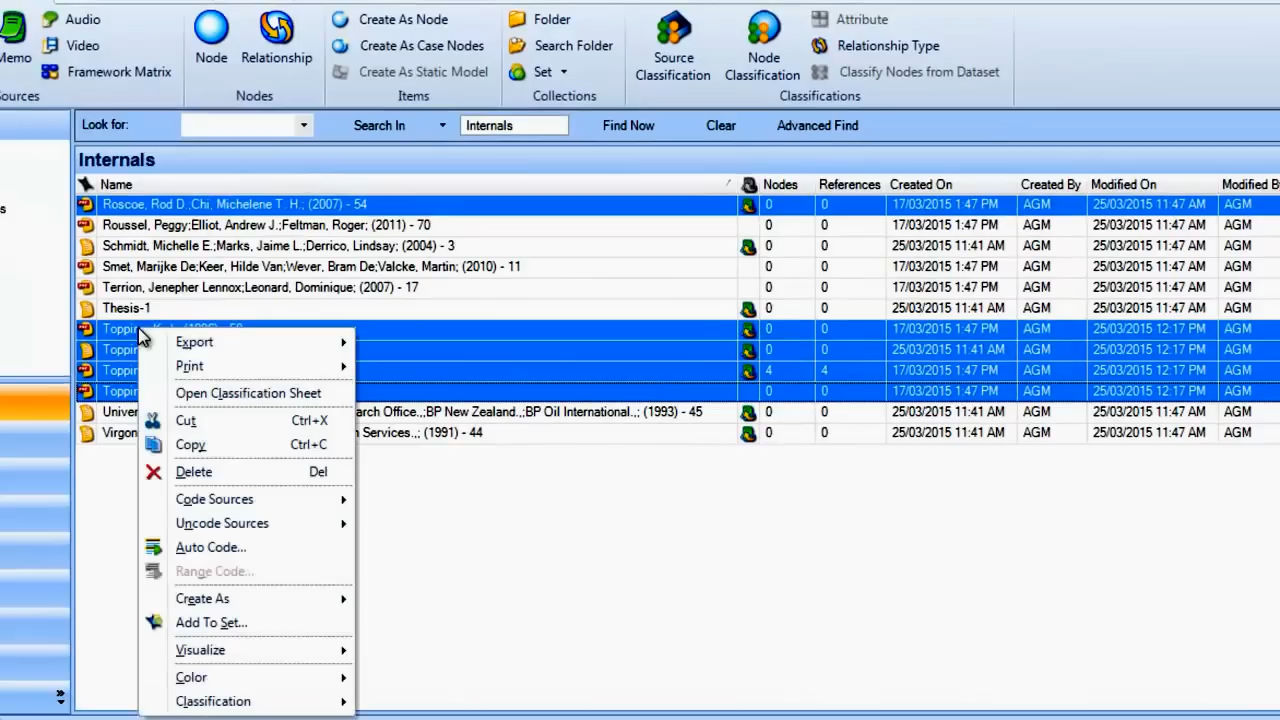 Audio
Create As Node
Folder
Attribute
Video
Create As Case Nodes
Search Folder
Relationship Type
Memo
Node
Relationship
Source
Classification
Node
Classification
Framework Matrix
Create As Static Model
Set
Classify Nodes from Dataset
Sources
Nodes
Items
Collections
Classifications
Look for:
Search In
Internals
Find Now
Clear
Advanced Find
Internals
Name Nodes References Created On Created By Modified On Modified By
Roscoe, Rod D.,Chi, Michelene T. H.; (2007) - 54 0 0 17/03/2015 1:47 PM AGM 25/03/2015 11:47 AM AGM
Roussel, Peggy;Elliot, Andrew J.;Feltman, Roger; (2011) - 70 0 0 17/03/2015 1:47 PM AGM 25/03/2015 11:47 AM AGM
Schmidt, Michelle E.;Marks, Jaime L.;Derrico, Lindsay; (2004) - 3 0 0 25/03/2015 11:41 AM AGM 25/03/2015 11:47 AM AGM
Smet, Marijke De;Keer, Hilde Van;Wever, Bram De;Valcke, Martin; (2010) - 11 0 0 17/03/2015 1:47 PM AGM 25/03/2015 11:47 AM AGM
Terrion, Jenepher Lennox;Leonard, Dominique; (2007) - 17 0 0 17/03/2015 1:47 PM AGM 25/03/2015 11:47 AM AGM
Thesis-1 0 0 25/03/2015 11:41 AM AGM 25/03/2015 11:47 AM AGM
Toppin 0 0 17/03/2015 1:47 PM AGM 25/03/2015 12:17 PM AGM
Toppin 0 0 25/03/2015 11:41 AM AGM 25/03/2015 12:17 PM AGM
Toppin 4 4 17/03/2015 1:47 PM AGM 25/03/2015 12:17 PM AGM
Toppin 0 0 17/03/2015 1:47 PM AGM 25/03/2015 12:17 PM AGM
Univer arch Office.,;BP New Zealand.,;BP Oil International.,; (1993) - 45 0 0 25/03/2015 11:41 AM AGM 25/03/2015 11:47 AM AGM
Virgon n Services.,; (1991) - 44 0 0 25/03/2015 11:41 AM AGM 25/03/2015 11:47 AM AGM
Export
Print
Open Classification Sheet
Cut Ctrl+X
Copy Ctrl+C
Delete Del
Code Sources
Uncode Sources
Auto Code...
Range Code...
Create As
Add To Set...
Visualize
Color
Classification